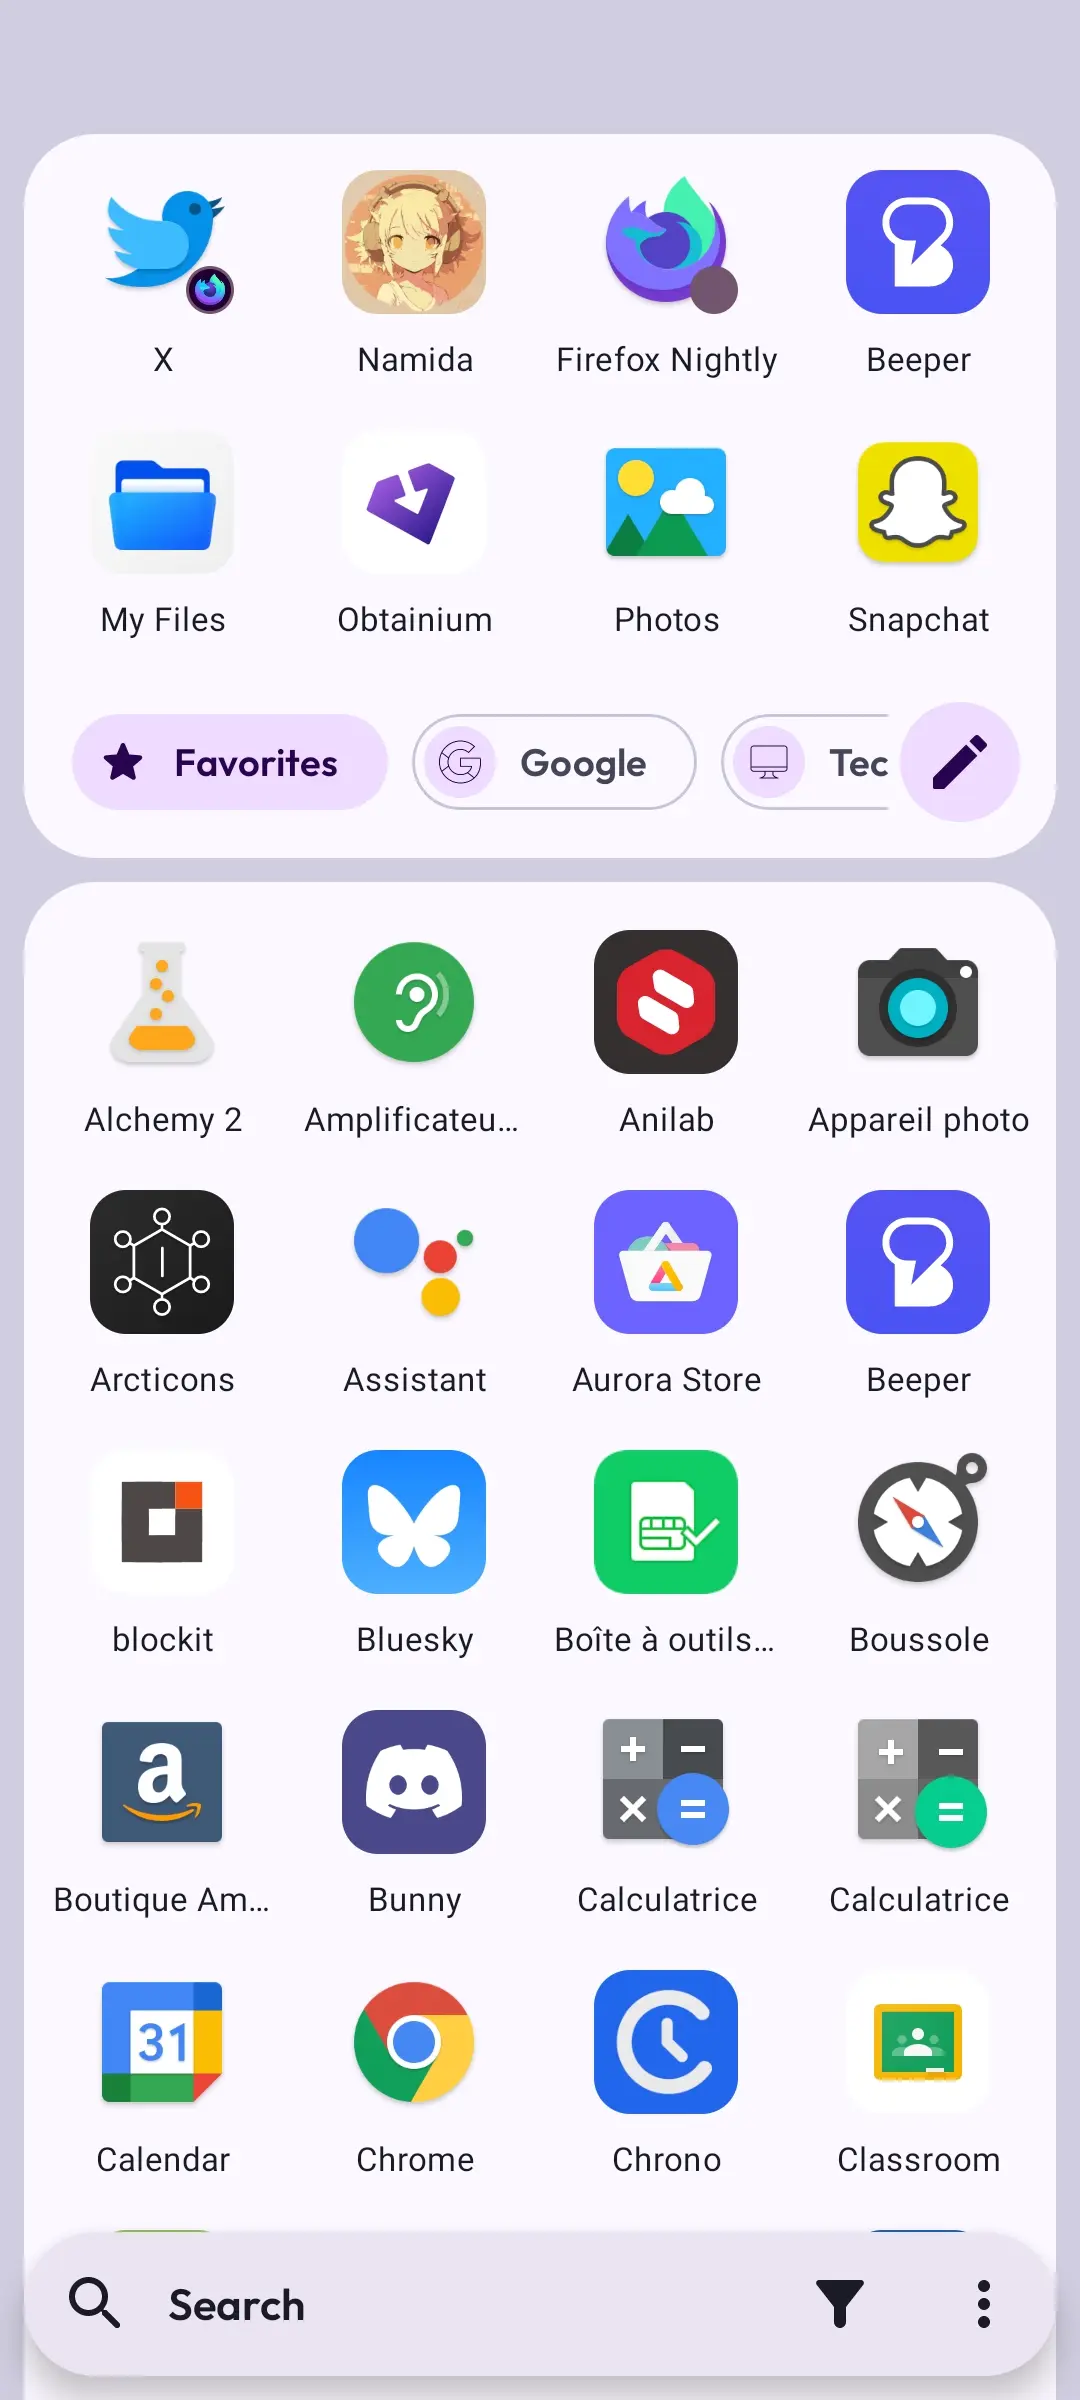 X
Namida
Firefox Nightly
Beeper
My Files
Obtainium
Photos
Snapchat
Favorites
Google
Tec
Alchemy 2
Amplificateu...
Anilab
Appareil photo
Arcticons
Assistant
Aurora Store
Beeper
blockit
Bluesky
Boîte à outils...
Boussole
a
Boutique Am...
Bunny
Calculatrice
Calculatrice
31
Calendar
Chrome
Chrono
Classroom
Search